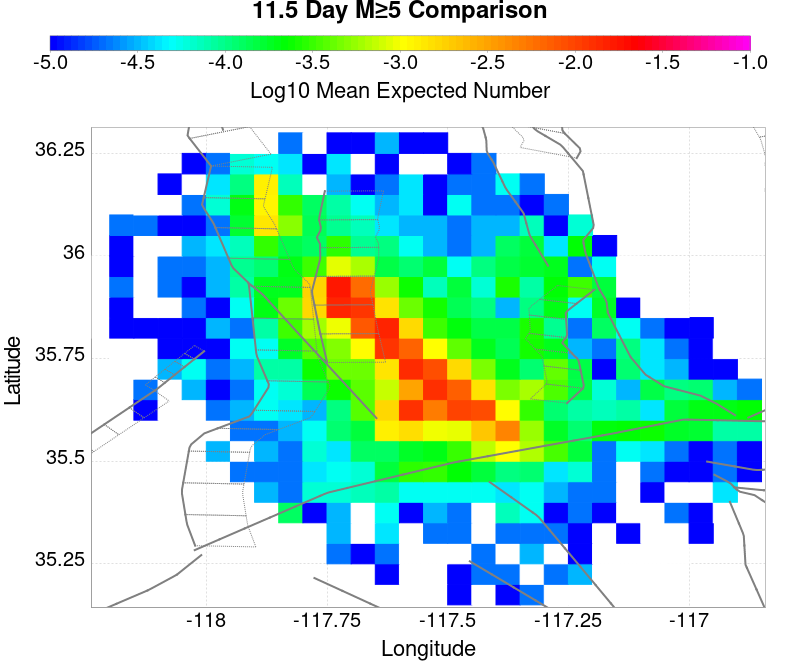 11.5 Day M≥5 Comparison
-5.0 -4.5 -4.0 -3.5 -3.0 -2.5 -2.0 -1.5 -1.0
Log10 Mean Expected Number
36.25
36
35.75
35.5
35.25
Latitude
-118 -117.75 -117.5 -117.25 -117
Longitude